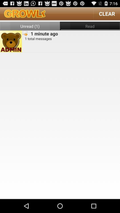 7:16
GROWLr
CLEAR
Unread (1)
Read
1 minute ago
1 total messages
ADMIN